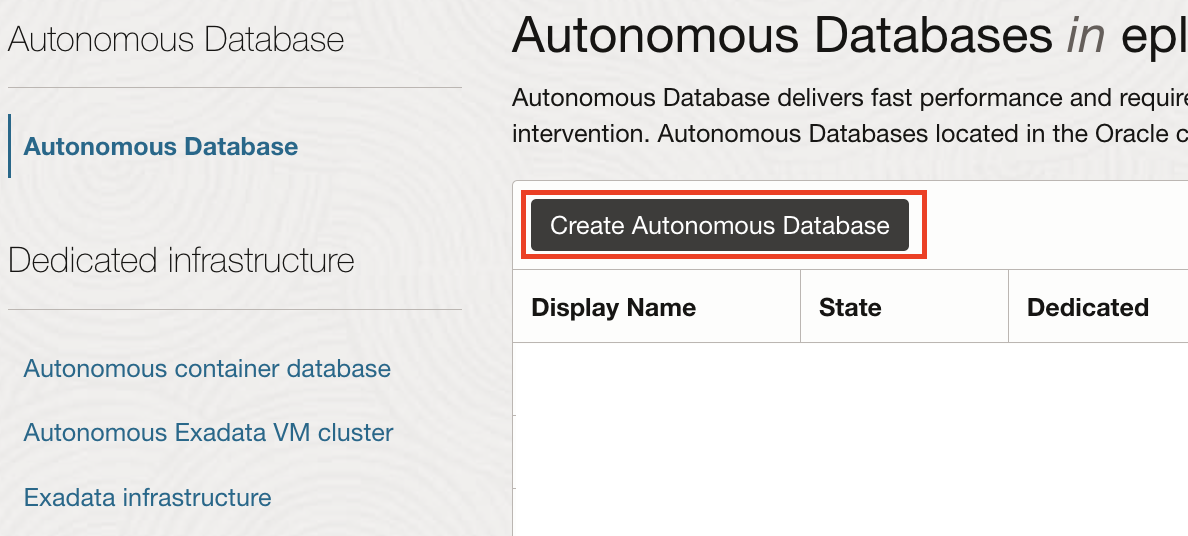 Autonomous Database
Autonomous Database
Dedicated infrastructure
Autonomous container database
Autonomous Exadata VM cluster
Exadata infrastructure
Autonomous Databases in epl
Autonomous Database delivers fast performance and require
intervention. Autonomous Databases located in the Oracle c
Create Autonomous Database
Display Name State Dedicated